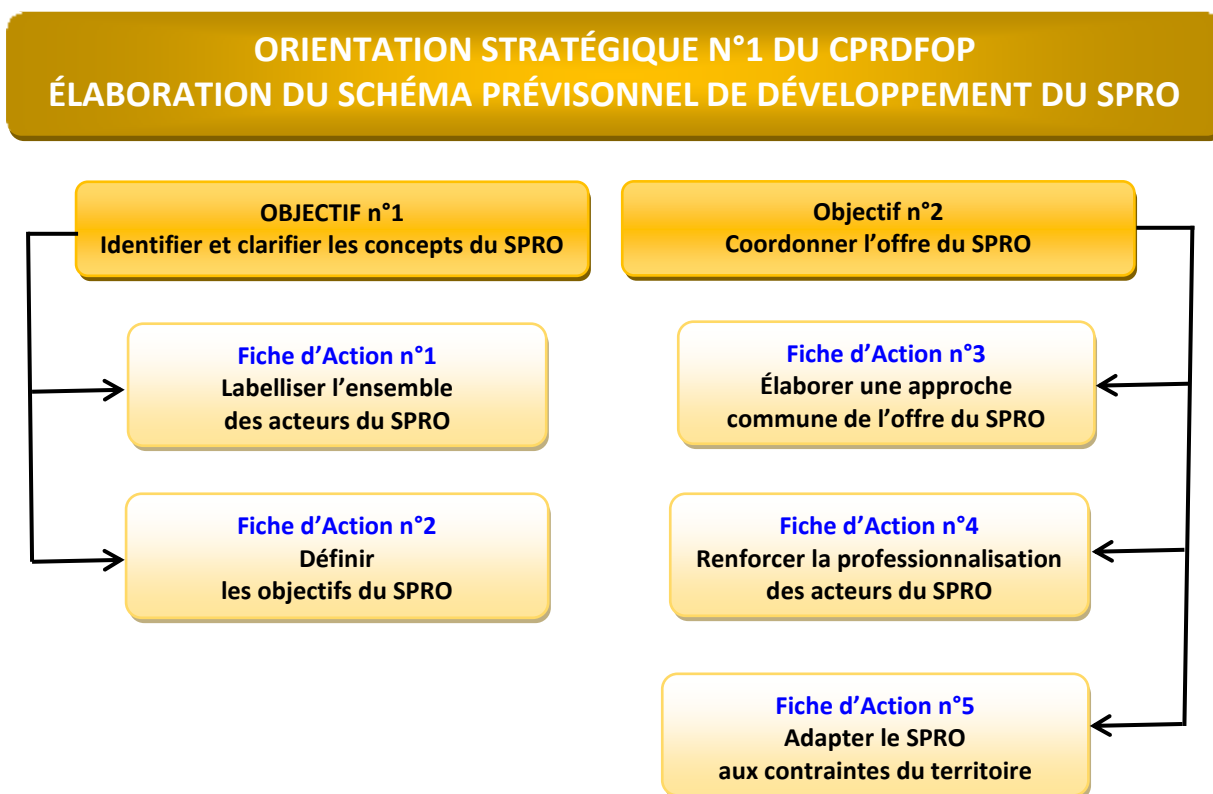 ORIENTATION STRATÉGIQUE N°1 DU CPRDFOP
ÉLABORATION DU SCHÉMA PRÉVISONNEL DE DÉVELOPPEMENT DU SPRO
OBJECTIF n°1
Identifier et clarifier les concepts du SPRO
Fiche d’Action n°1
Labelliser l’ensemble
des acteurs du SPRO
Fiche d’Action n°2
Définir
les objectifs du SPRO
Objectif n°2
Coordonner l’offre du SPRO
Fiche d’Action n°3
Élaborer une approche
commune de l’offre du SPRO
Fiche d’Action n°4
Renforcer la professionnalisation
des acteurs du SPRO
Fiche d’Action n°5
Adapter le SPRO
aux contraintes du territoire